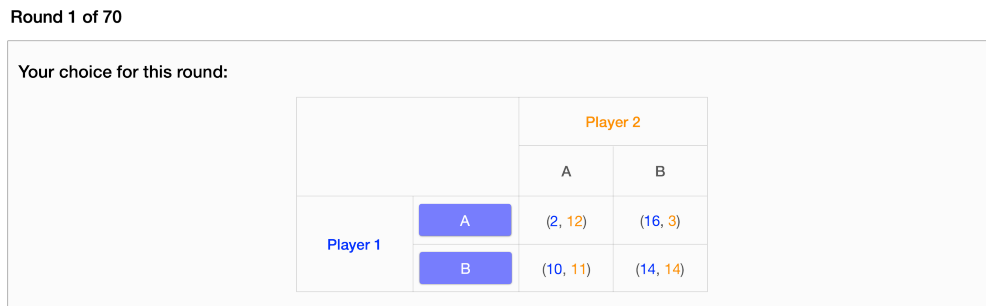 Round 1 of 70
Your choice for this round:
Player 2
A B
A (2, 12) (16, 3)
Player 1
B (10, 11) (14, 14)